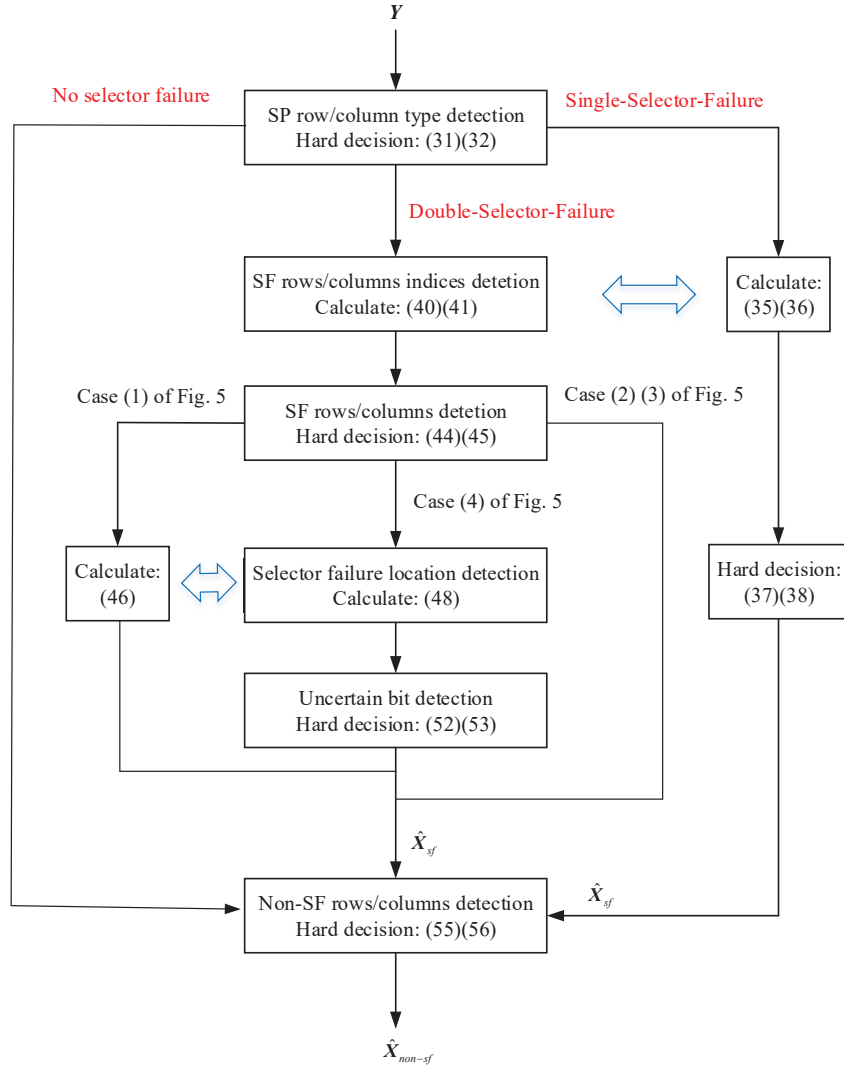 Y
No selector failure
Single-Selector-Failure
SP row/column type detection
Hard decision: (31)(32)
Double-Selector-Failure
SF rows/columns indices detetion
Calculate: (40)(41)
Calculate:
(35)(36)
Case (1) of Fig. 5
Case (2) (3) of Fig. 5
SF rows/columns detetion
Hard decision: (44)(45)
Case (4) of Fig. 5
Calculate:
(46)
Selector failure location detection
Calculate: (48)
Hard decision:
(37)(38)
Uncertain bit detection
Hard decision: (52)(53)
X̂_sf
Non-SF rows/columns detection
Hard decision: (55)(56)
X̂_sf
X̂_non−sf